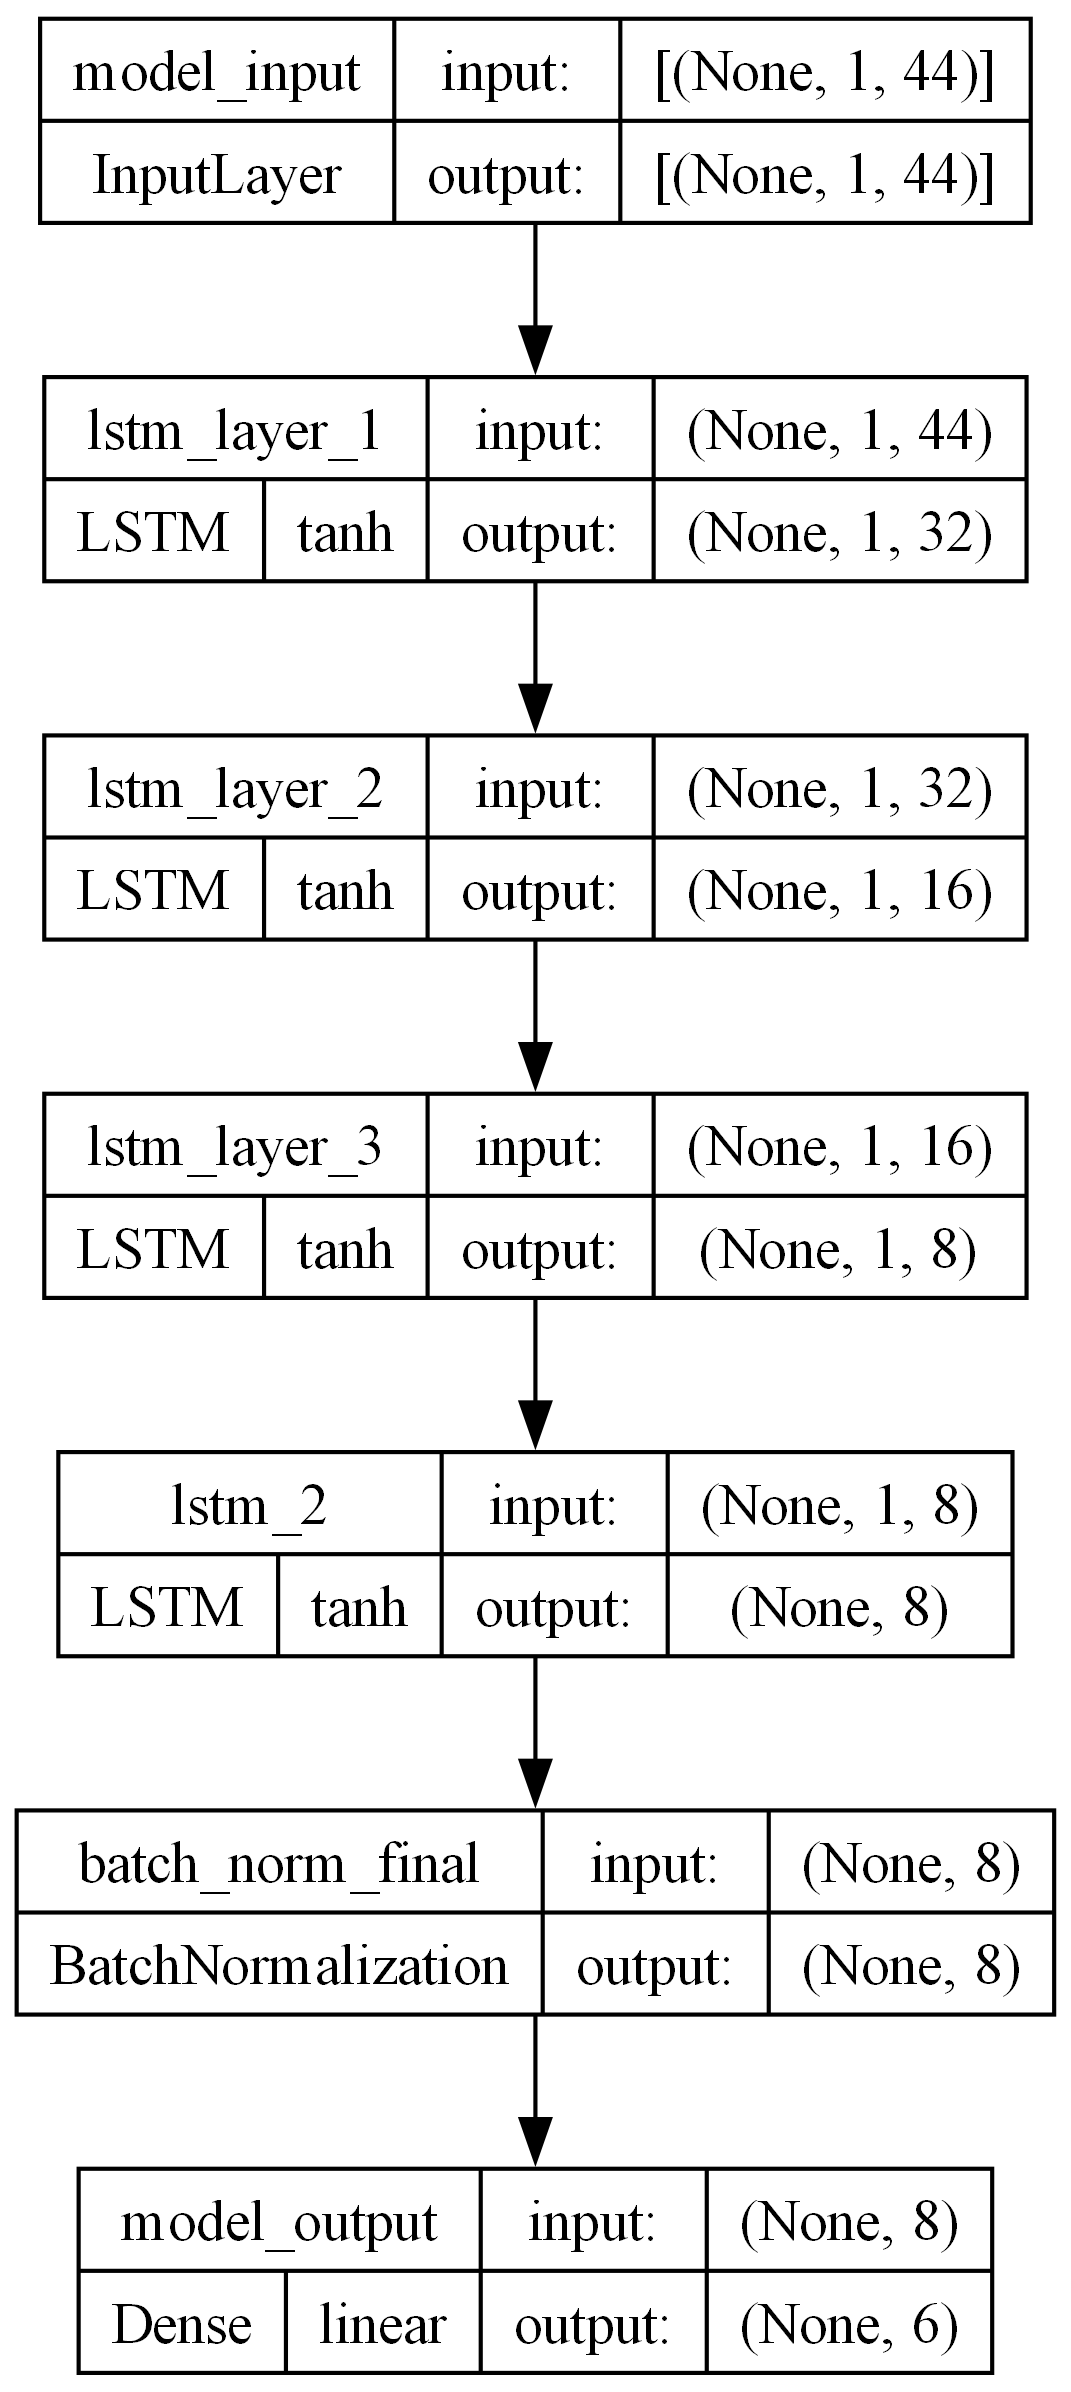 model_input input: [(None, 1, 44)]
InputLayer output: [(None, 1, 44)]
lstm_layer_1 input: (None, 1, 44)
LSTM tanh output: (None, 1, 32)
lstm_layer_2 input: (None, 1, 32)
LSTM tanh output: (None, 1, 16)
lstm_layer_3 input: (None, 1, 16)
LSTM tanh output: (None, 1, 8)
lstm_2 input: (None, 1, 8)
LSTM tanh output: (None, 8)
batch_norm_final input: (None, 8)
BatchNormalization output: (None, 8)
model_output input: (None, 8)
Dense linear output: (None, 6)